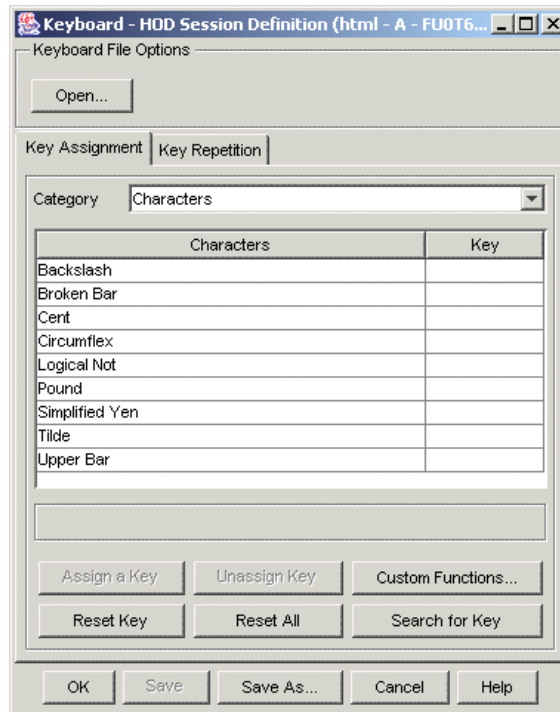 Keyboard - HOD Session Definition (html - A - FU0T6...
Keyboard File Options
Open...
Key Assignment Key Repetition
Category Characters
Characters Key
Backslash
Broken Bar
Cent
Circumflex
Logical Not
Pound
Simplified Yen
Tilde
Upper Bar
Assign a Key Unassign Key Custom Functions...
Reset Key Reset All Search for Key
OK Save Save As... Cancel Help